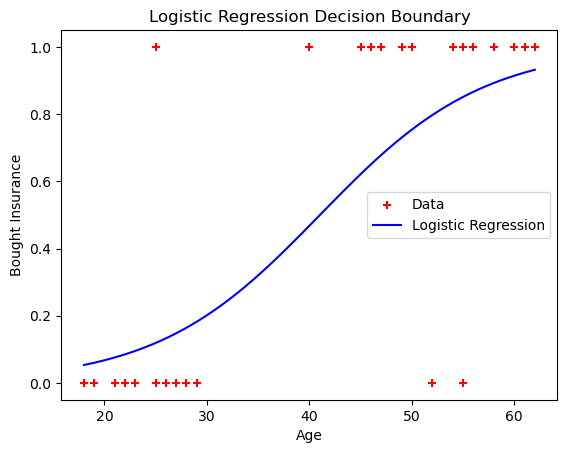 Logistic Regression Decision Boundary
1.0
0.8
0.6
0.4
0.2
0.0
Bought Insurance
Data
Logistic Regression
20
30
40
50
60
Age